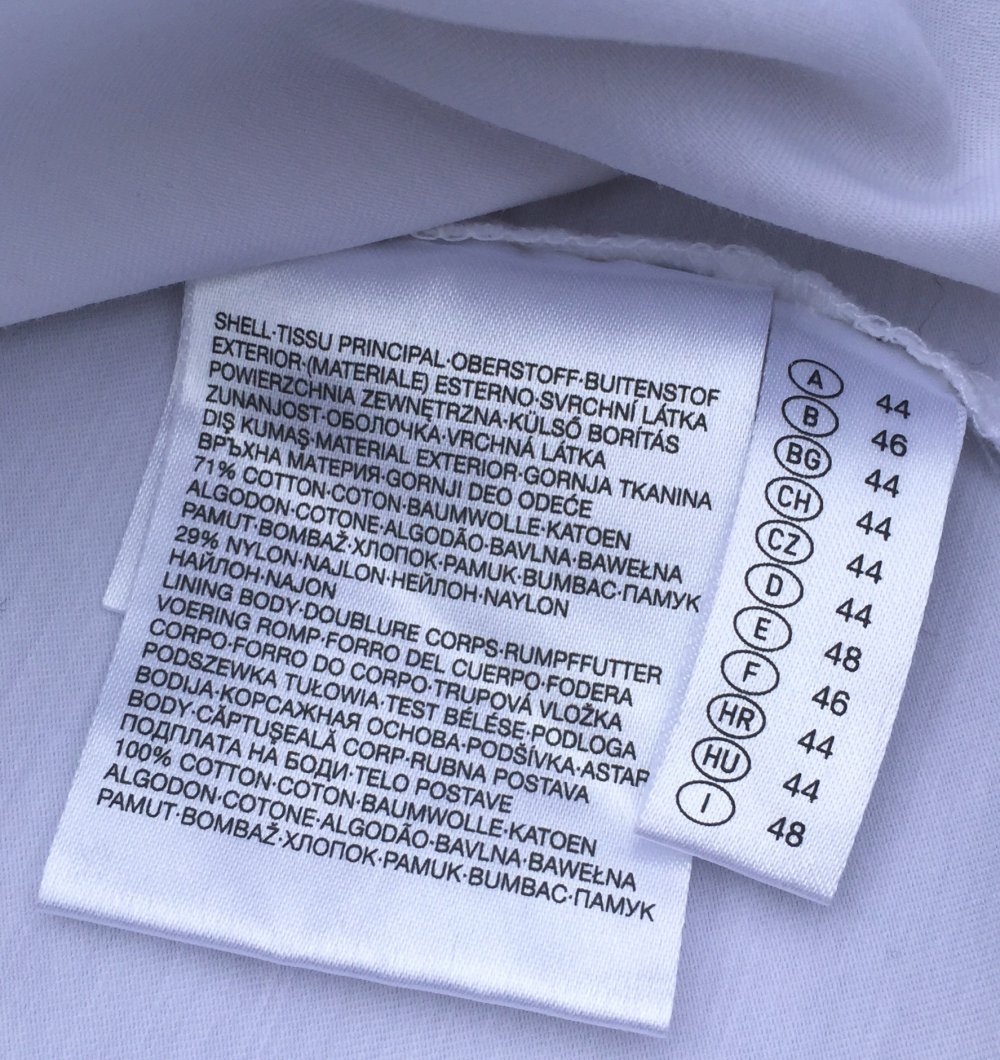 SHELL·TISSU PRINCIPAL·OBERSTOFF·BUITENSTOF
EXTERIOR·(MATERIALE) ESTERNO·SVRCHNÍ LÁTKA
POWIERZCHNIA ZEWNĘTRZNA·KÜLSŐ BORÍTÁS
ZUNANJOST·ОБОЛОЧКА·VRCHNÁ LÁTKA
DIŞ KUMAŞ·MATERIAL EXTERIOR·GORNJA TKANINA
ВРЪХНА МАТЕРИЯ·GORNJI DEO ODEĆE
71% COTTON·COTON·BAUMWOLLE·KATOEN
ALGODON·COTONE·ALGODÃO·BAVLNA·BAWEŁNA
PAMUT·BOMBAŽ·ХЛОПОК·PAMUK·BUMBAC·ПАМУК
29% NYLON·NAJLON·НЕЙЛОН·NAYLON
НАЙЛОН·NAJON
LINING BODY·DOUBLURE CORPS·RUMPFFUTTER
VOERING ROMP·FORRO DEL CUERPO·FODERA
CORPO·FORRO DO CORPO·TRUPOVÁ VLOŽKA
PODSZEWKA TUŁOWIA·TEST BÉLÉSE·PODLOGA
BODIJA·КОРСАЖНАЯ ОСНОВА·PODŠÍVKA·ASTAR
BODY·CĂPTUŞEALĂ CORP·RUBNA POSTAVA
ПОДПЛАТА НА БОДИ·TELO POSTAVE
100% COTTON·COTON·BAUMWOLLE·KATOEN
ALGODON·COTONE·ALGODÃO·BAVLNA·BAWEŁNA
PAMUT·BOMBAŽ·ХЛОПОК·PAMUK·BUMBAC·ПАМУК
A 44
B 46
BG 44
CH 44
CZ 44
D 44
E 48
F 46
HR 44
HU 44
I 48